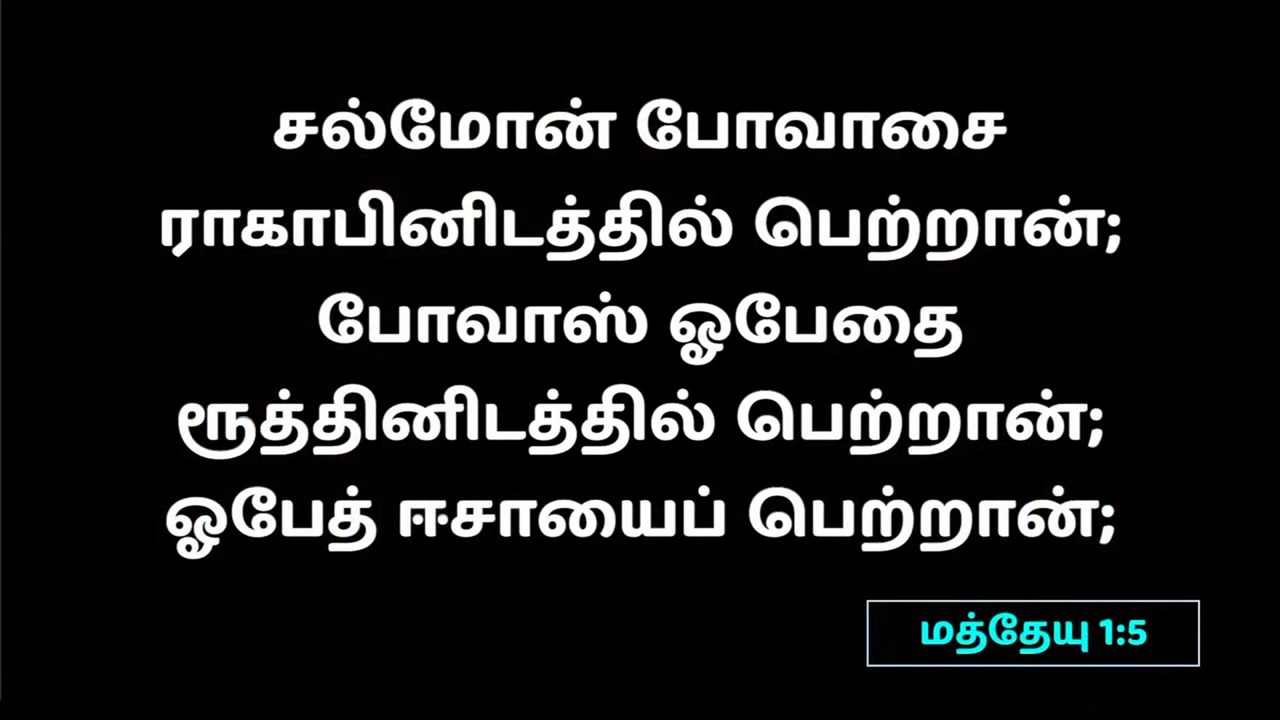 சல்மோன் போவாசை
ராகாபினிடத்தில் பெற்றான்;
போவாஸ் ஓபேதை
ரூத்தினிடத்தில் பெற்றான்;
ஓபேத் ஈசாயைப் பெற்றான்;
மத்தேயு 1:5